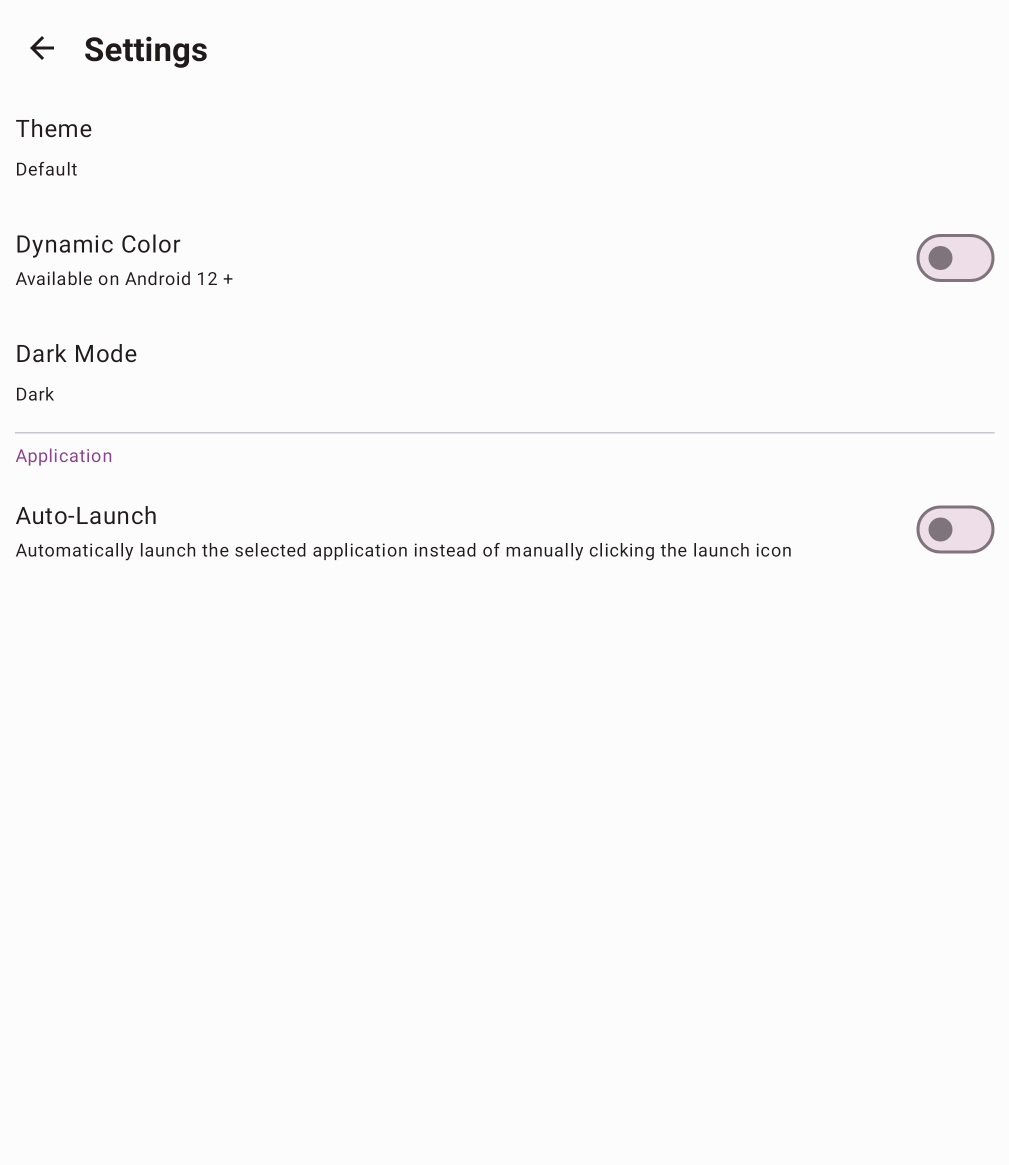 Settings
Theme
Default
Dynamic Color
Available on Android 12 +
Dark Mode
Dark
Application
Auto-Launch
Automatically launch the selected application instead of manually clicking the launch icon